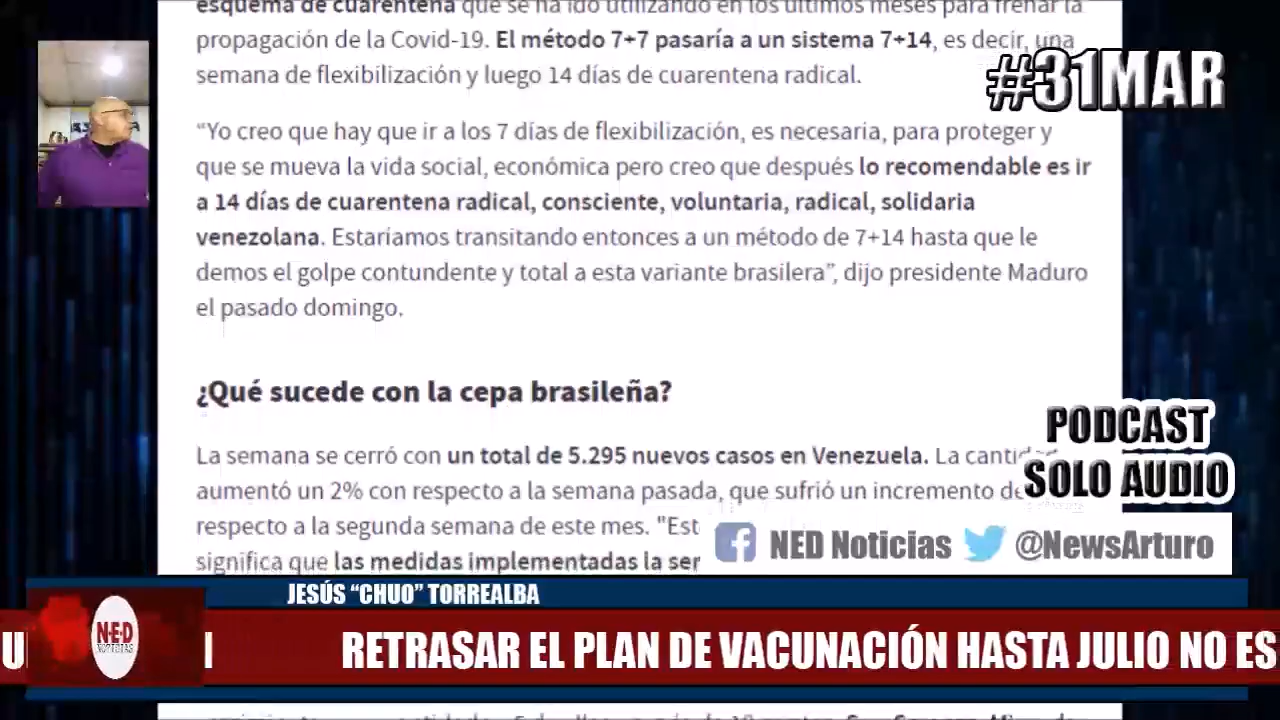 esquema de cuarentena que se ha ido utilizando en los últimos meses para frenar la
propagación de la Covid-19. El método 7+7 pasaría a un sistema 7+14, es decir, una
semana de flexibilización y luego 14 días de cuarentena radical.
#31MAR
“Yo creo que hay que ir a los 7 días de flexibilización, es necesaria, para proteger y
que se mueva la vida social, económica pero creo que después lo recomendable es ir
a 14 días de cuarentena radical, consciente, voluntaria, radical, solidaria
venezolana. Estaríamos transitando entonces a un método de 7+14 hasta que le
demos el golpe contundente y total a esta variante brasilera”, dijo presidente Maduro
el pasado domingo.
¿Qué sucede con la cepa brasileña?
La semana se cerró con un total de 5.295 nuevos casos en Venezuela. La
aumentó un 2% con respecto a la semana pasada, que sufrió un incremento
respecto a la segunda semana de este mes.
significa que las medidas implementadas la
PODCAST
SOLO AUDIO
NED Noticias @NewsArturo
JESÚS “CHUO” TORREALBA
N·E·D
NOTICIAS
RETRASAR EL PLAN DE VACUNACIÓN HASTA JULIO NO ES